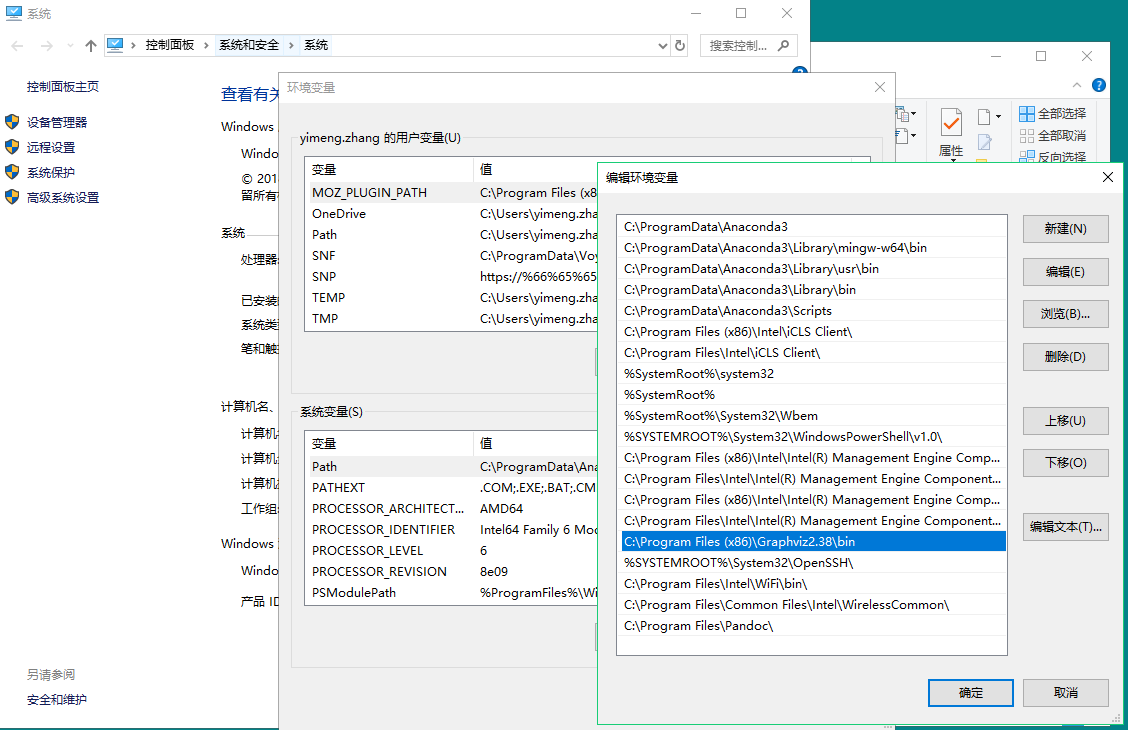 系统
控制面板
系统和安全
系统
搜索控制...
控制面板主页
设备管理器
远程设置
系统保护
高级系统设置
另请参阅
安全和维护
查看有关
Windows
Windo
© 201
留所有
系统
处理器
已安装
系统类
笔和触
计算机名、
计算机
计算机
计算机
工作组
Windows
Windo
产品 ID
属性
全部选择
全部取消
反向选择
环境变量
yimeng.zhang 的用户变量(U)
变量 值
MOZ_PLUGIN_PATH C:\Program Files (x8
OneDrive C:\Users\yimeng.zha
Path C:\Users\yimeng.zha
SNF C:\ProgramData\Voy
SNP https://%66%65%65
TEMP C:\Users\yimeng.zha
TMP C:\Users\yimeng.zha
系统变量(S)
变量 值
Path C:\ProgramData\Ana
PATHEXT .COM;.EXE;.BAT;.CM
PROCESSOR_ARCHITECT... AMD64
PROCESSOR_IDENTIFIER Intel64 Family 6 Mod
PROCESSOR_LEVEL 6
PROCESSOR_REVISION 8e09
PSModulePath %ProgramFiles%\Wi
编辑环境变量
C:\ProgramData\Anaconda3
C:\ProgramData\Anaconda3\Library\mingw-w64\bin
C:\ProgramData\Anaconda3\Library\usr\bin
C:\ProgramData\Anaconda3\Library\bin
C:\ProgramData\Anaconda3\Scripts
C:\Program Files (x86)\Intel\iCLS Client\
C:\Program Files\Intel\iCLS Client\
%SystemRoot%\system32
%SystemRoot%
%SystemRoot%\System32\Wbem
%SYSTEMROOT%\System32\WindowsPowerShell\v1.0\
C:\Program Files (x86)\Intel\Intel(R) Management Engine Comp...
C:\Program Files\Intel\Intel(R) Management Engine Component...
C:\Program Files (x86)\Intel\Intel(R) Management Engine Comp...
C:\Program Files\Intel\Intel(R) Management Engine Component...
C:\Program Files (x86)\Graphviz2.38\bin
%SYSTEMROOT%\System32\OpenSSH\
C:\Program Files\Intel\WiFi\bin\
C:\Program Files\Common Files\Intel\WirelessCommon\
C:\Program Files\Pandoc\
新建(N)
编辑(E)
浏览(B)...
删除(D)
上移(U)
下移(O)
编辑文本(T)...
确定
取消